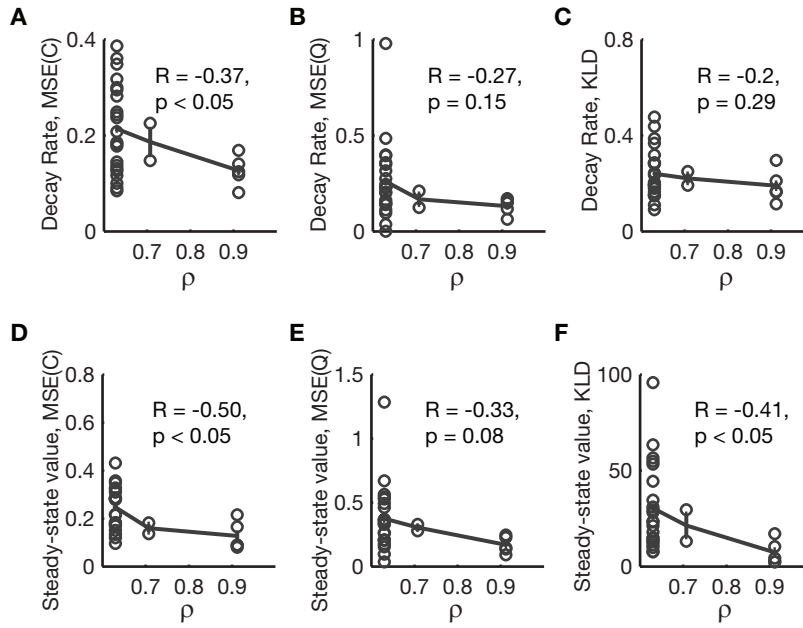 A
Decay Rate, MSE(C)
0.4
0.2
0
R = -0.37,
p < 0.05
0.7 0.8 0.9
ρ
B
Decay Rate, MSE(Q)
1
0.5
0
R = -0.27,
p = 0.15
0.7 0.8 0.9
ρ
C
Decay Rate, KLD
0.8
0.4
0
R = -0.2,
p = 0.29
0.7 0.8 0.9
ρ
D
Steady-state value, MSE(C)
0.8
0.6
0.4
0.2
0
R = -0.50,
p < 0.05
0.7 0.8 0.9
ρ
E
Steady-state value, MSE(Q)
1.5
1
0.5
0
R = -0.33,
p = 0.08
0.7 0.8 0.9
ρ
F
Steady-state value, KLD
100
50
0
R = -0.41,
p < 0.05
0.7 0.8 0.9
ρ